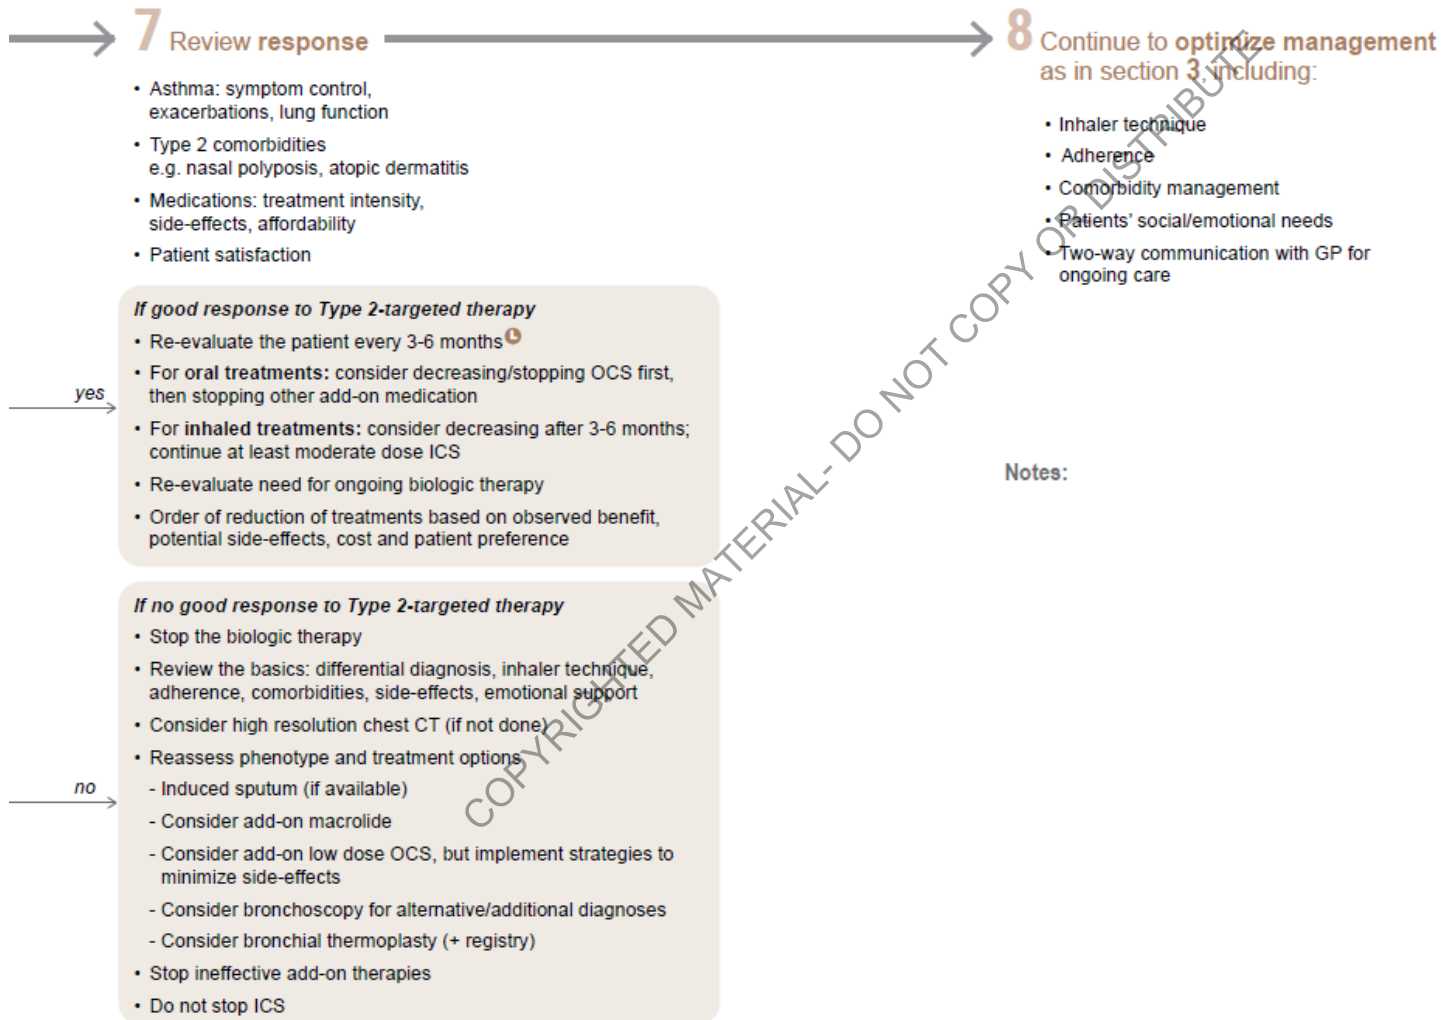 7 Review response
• Asthma: symptom control,
exacerbations, lung function
• Type 2 comorbidities
e.g. nasal polyposis, atopic dermatitis
• Medications: treatment intensity,
side-effects, affordability
• Patient satisfaction
yes
If good response to Type 2-targeted therapy
• Re-evaluate the patient every 3-6 months
• For oral treatments: consider decreasing/stopping OCS first,
then stopping other add-on medication
• For inhaled treatments: consider decreasing after 3-6 months;
continue at least moderate dose ICS
• Re-evaluate need for ongoing biologic therapy
• Order of reduction of treatments based on observed benefit,
potential side-effects, cost and patient preference
no
If no good response to Type 2-targeted therapy
• Stop the biologic therapy
• Review the basics: differential diagnosis, inhaler technique,
adherence, comorbidities, side-effects, emotional support
• Consider high resolution chest CT (if not done)
• Reassess phenotype and treatment options
- Induced sputum (if available)
- Consider add-on macrolide
- Consider add-on low dose OCS, but implement strategies to
minimize side-effects
- Consider bronchoscopy for alternative/additional diagnoses
- Consider bronchial thermoplasty (+ registry)
• Stop ineffective add-on therapies
• Do not stop ICS
8 Continue to optimize management
as in section 3, including:
• Inhaler technique
• Adherence
• Comorbidity management
• Patients' social/emotional needs
• Two-way communication with GP for
ongoing care
Notes:
COPYRIGHTED MATERIAL- DO NOT COPY OR DISTRIBUTE